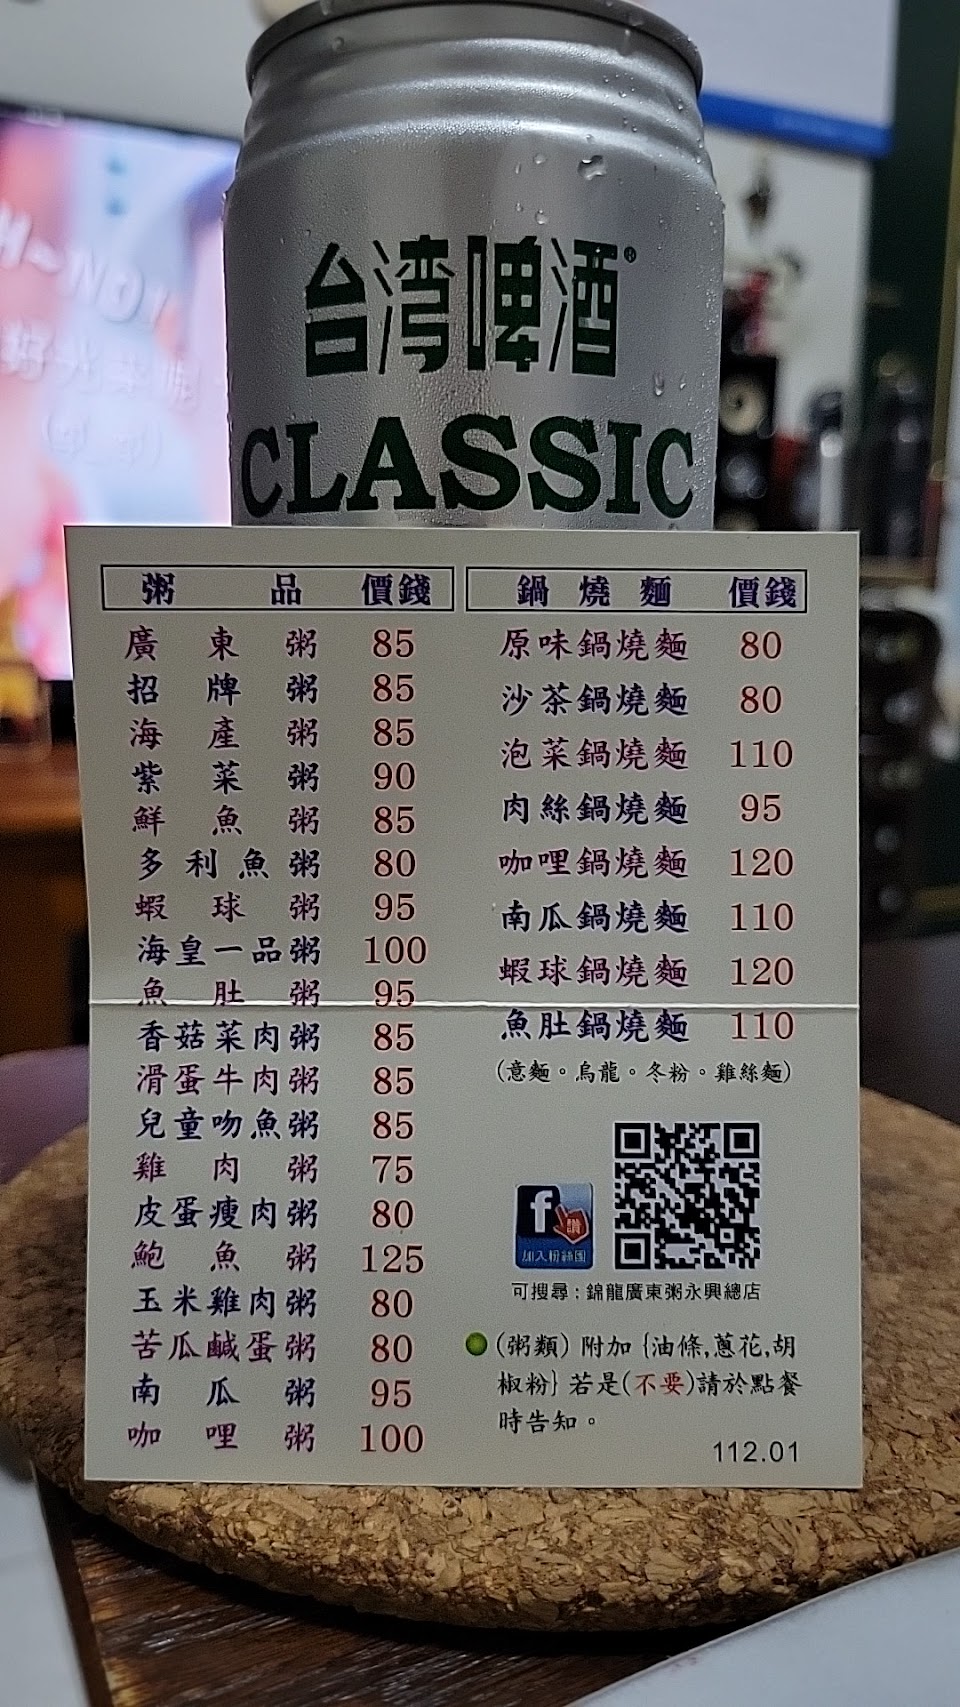 台湾啤酒®
CLASSIC
粥品 價錢
廣東粥 85
招牌粥 85
海產粥 85
紫菜粥 90
鮮魚粥 85
多利魚粥 80
蝦球粥 95
海皇一品粥 100
魚肚粥 95
香菇菜肉粥 85
滑蛋牛肉粥 85
兒童吻魚粥 85
雞肉粥 75
皮蛋瘦肉粥 80
鮑魚粥 125
玉米雞肉粥 80
苦瓜鹹蛋粥 80
南瓜粥 95
咖哩粥 100
鍋燒麵 價錢
原味鍋燒麵 80
沙茶鍋燒麵 80
泡菜鍋燒麵 110
肉絲鍋燒麵 95
咖哩鍋燒麵 120
南瓜鍋燒麵 110
蝦球鍋燒麵 120
魚肚鍋燒麵 110
(意麵。烏龍。冬粉。雞絲麵)
f 讚
加入粉絲團
可搜尋:錦龍廣東粥永興總店
(粥類) 附加 {油條,蔥花,胡
椒粉} 若是(不要)請於點餐
時告知。
112.01